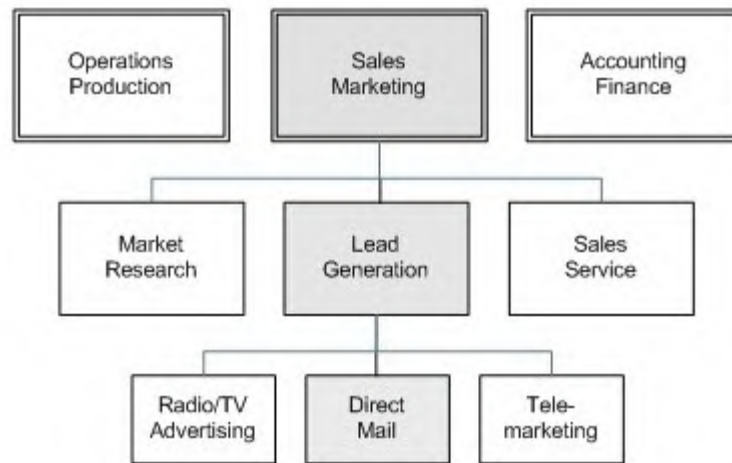 Operations
Production
Sales
Marketing
Accounting
Finance
Market
Research
Lead
Generation
Sales
Service
Radio/TV
Advertising
Direct
Mail
Tele-
marketing